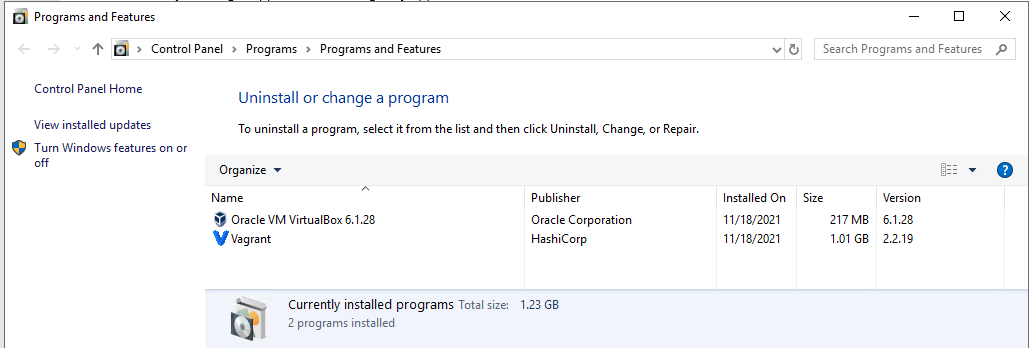 Programs and Features
Control Panel > Programs > Programs and Features
Search Programs and Features
Control Panel Home
View installed updates
Turn Windows features on or
off
Uninstall or change a program
To uninstall a program, select it from the list and then click Uninstall, Change, or Repair.
Organize
?
Name Publisher Installed On Size Version
Oracle VM VirtualBox 6.1.28 Oracle Corporation 11/18/2021 217 MB 6.1.28
Vagrant HashiCorp 11/18/2021 1.01 GB 2.2.19
Currently installed programs Total size: 1.23 GB
2 programs installed